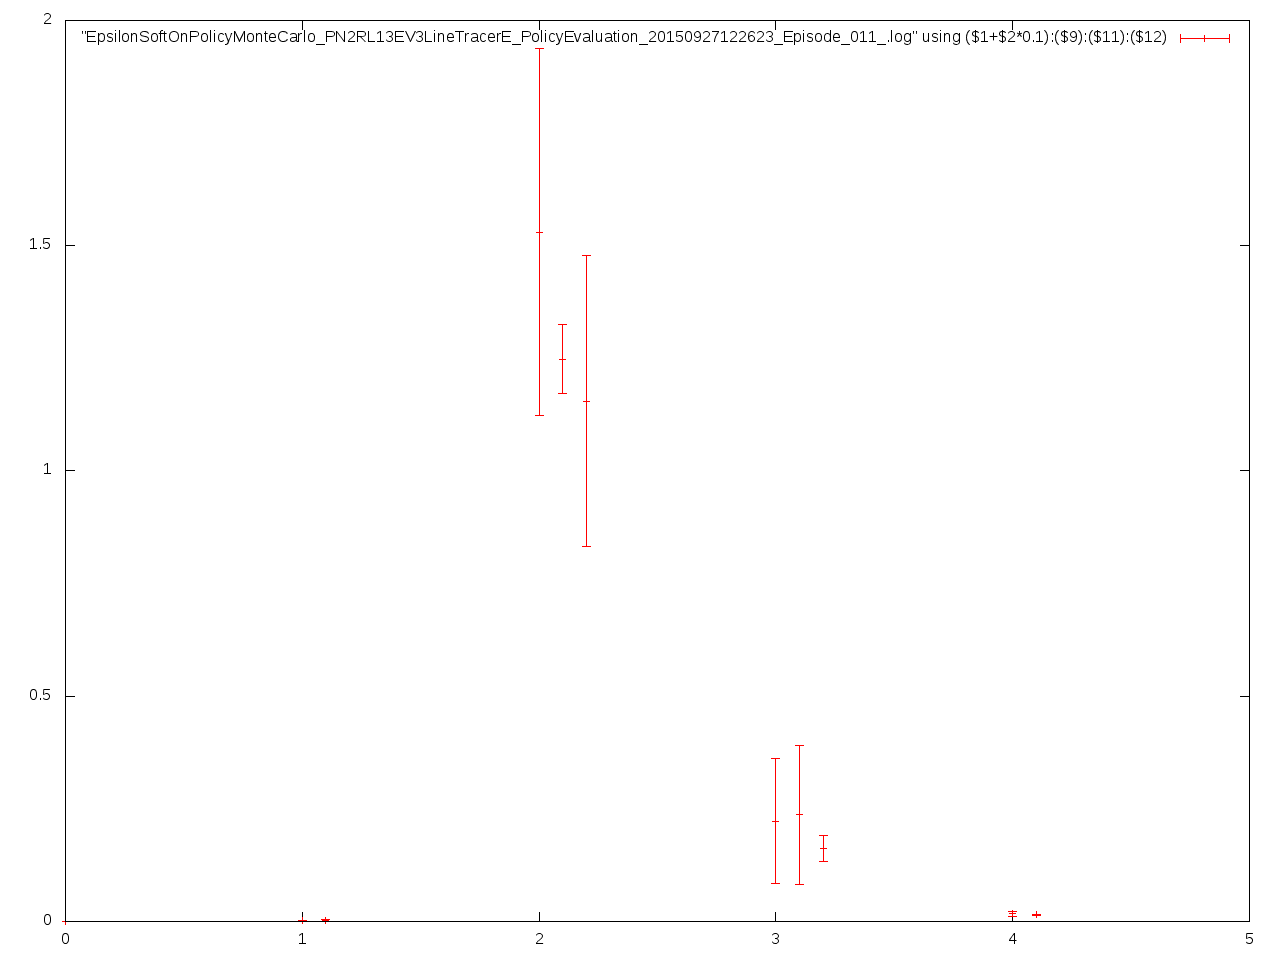 2
"EpsilonSoftOnPolicyMonteCarlo_PN2RL13EV3LineTracerE_PolicyEvaluation_20150927122623_Episode_011_.log" using ($1+$2*0.1):($9):($11):($12)
1.5
1
0.5
0
0 1 2 3 4 5